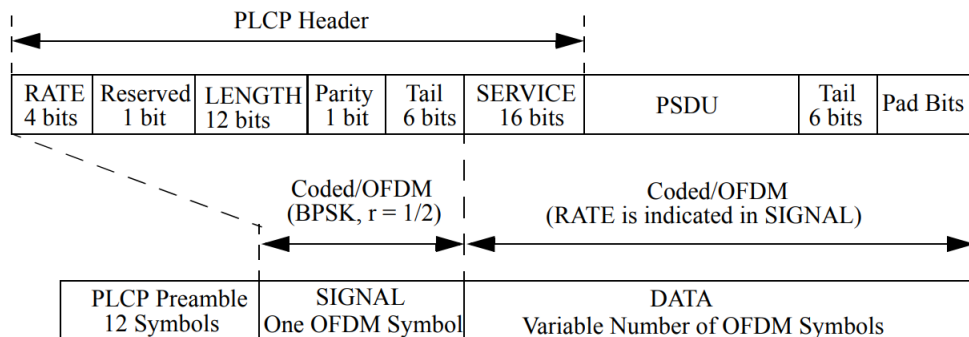 PLCP Header
RATE Reserved LENGTH Parity Tail SERVICE PSDU Tail Pad Bits
4 bits 1 bit 12 bits 1 bit 6 bits 16 bits 6 bits
Coded/OFDM Coded/OFDM
(BPSK, r = 1/2) (RATE is indicated in SIGNAL)
PLCP Preamble SIGNAL DATA
12 Symbols One OFDM Symbol Variable Number of OFDM Symbols